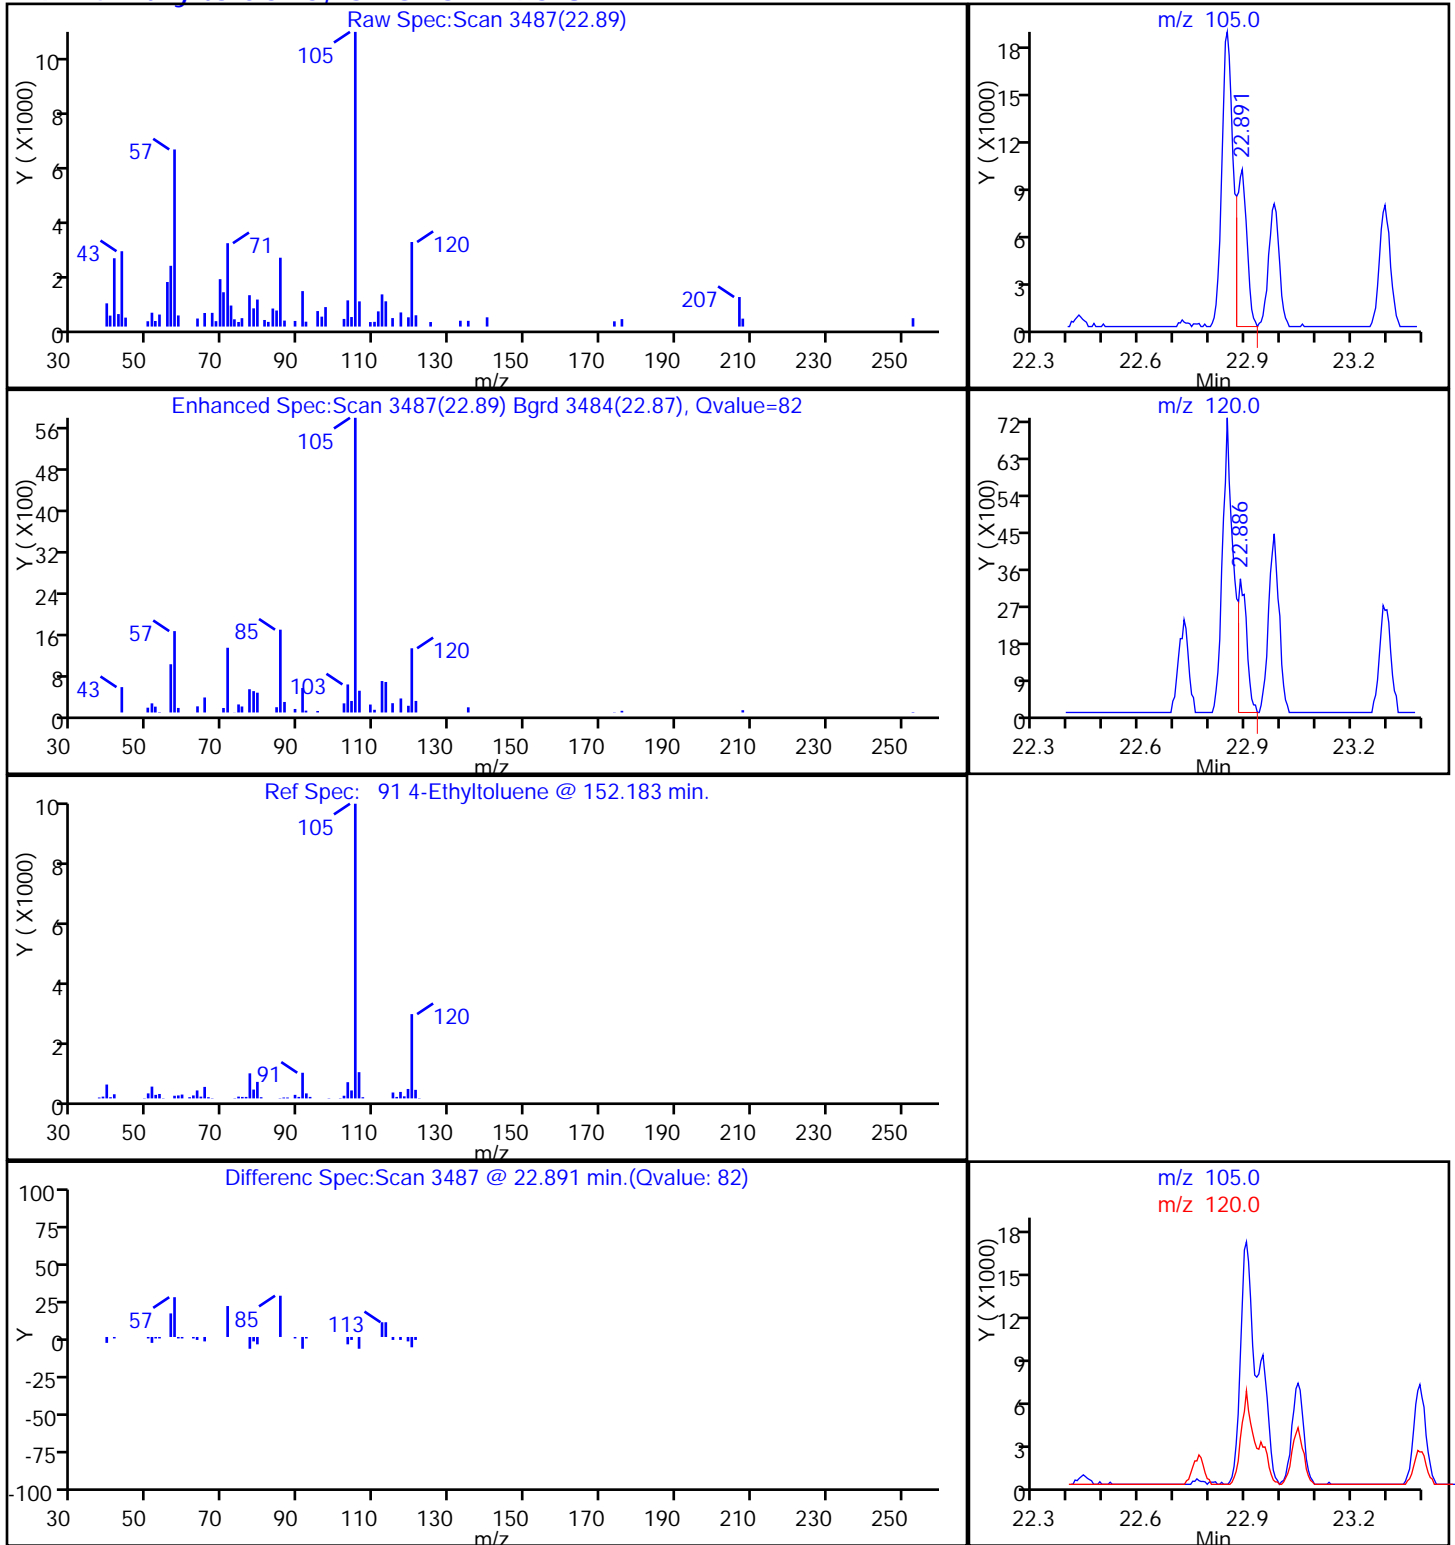 Raw Spec:Scan 3487(22.89)
Y ( X1000)
10
8
6
4
2
0
105
57
43
71
120
207
30 50 70 90 110 130 150 170 190 210 230 250
m/z
m/z 105.0
Y ( X1000)
18
15
12
9
6
3
0
22.891
22.3 22.6 22.9 23.2
Min
Enhanced Spec:Scan 3487(22.89) Bgrd 3484(22.87), Qvalue=82
Y ( X100)
56
48
40
32
24
16
8
0
105
57
85
43
103
120
30 50 70 90 110 130 150 170 190 210 230 250
m/z
m/z 120.0
Y ( X100)
72
63
54
45
36
27
18
9
0
22.886
22.3 22.6 22.9 23.2
Min
Ref Spec: 91 4-Ethyltoluene @ 152.183 min.
Y ( X1000)
10
8
6
4
2
0
105
120
91
30 50 70 90 110 130 150 170 190 210 230 250
m/z
Differenc Spec:Scan 3487 @ 22.891 min.(Qvalue: 82)
Y
100
75
50
25
0
-25
-50
-75
-100
57
85
113
30 50 70 90 110 130 150 170 190 210 230 250
m/z
m/z 105.0
m/z 120.0
Y ( X1000)
18
15
12
9
6
3
0
22.3 22.6 22.9 23.2
Min